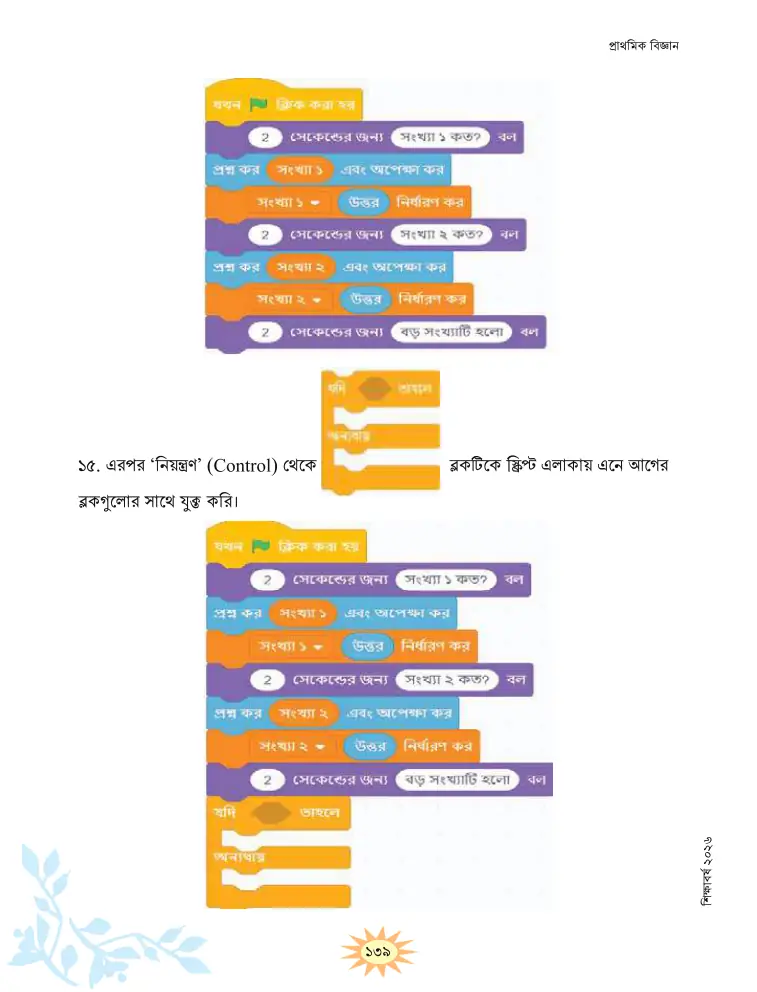 প্রাথমিক বিজ্ঞান
যখন ক্লিক করা হয়
2 সেকেন্ডের জন্য সংখ্যা ১ কত? বল
প্রশ্ন কর সংখ্যা ১ এবং অপেক্ষা কর
সংখ্যা ১ উত্তর নির্ধারণ কর
2 সেকেন্ডের জন্য সংখ্যা ২ কত? বল
প্রশ্ন কর সংখ্যা ২ এবং অপেক্ষা কর
সংখ্যা ২ উত্তর নির্ধারণ কর
2 সেকেন্ডের জন্য বড় সংখ্যাটি হলো বল
যদি তাহলে
অন্যথায়
১৫. এরপর ‘নিয়ন্ত্রণ’ (Control) থেকে ব্লকটিকে স্ক্রিপ্ট এলাকায় এনে আগের
ব্লকগুলোর সাথে যুক্ত করি।
যখন ক্লিক করা হয়
2 সেকেন্ডের জন্য সংখ্যা ১ কত? বল
প্রশ্ন কর সংখ্যা ১ এবং অপেক্ষা কর
সংখ্যা ১ উত্তর নির্ধারণ কর
2 সেকেন্ডের জন্য সংখ্যা ২ কত? বল
প্রশ্ন কর সংখ্যা ২ এবং অপেক্ষা কর
সংখ্যা ২ উত্তর নির্ধারণ কর
2 সেকেন্ডের জন্য বড় সংখ্যাটি হলো বল
যদি তাহলে
অন্যথায়
শিক্ষাবর্ষ ২০২৬
১৩৯